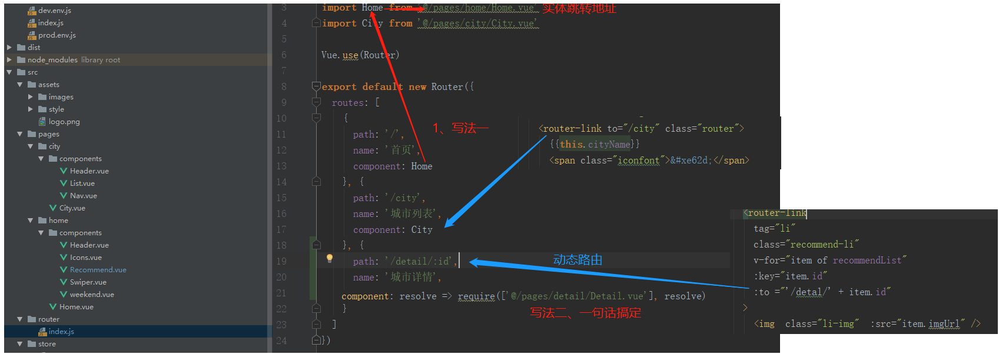 dev.env.js
index.js
prod.env.js
dist
node_modules library root
src
assets
images
style
logo.png
pages
city
components
Header.vue
List.vue
Nav.vue
City.vue
home
components
Header.vue
Icons.vue
Recommend.vue
Swiper.vue
weekend.vue
Home.vue
router
index.js
store
3 import Home from '@/pages/home/Home.vue' 实体跳转地址
4 import City from '@/pages/city/City.vue'
5
6 Vue.use(Router)
7
8 export default new Router({
9 routes: [
10 {
11 path: '/',
12 name: '首页',
13 component: Home
14 }, {
15 path: '/city',
16 name: '城市列表',
17 component: City
18 }, {
19 path: '/detail/:id',
20 name: '城市详情',
21 component: resolve => require(['@/pages/detail/Detail.vue'], resolve)
22 }
23 ]
24 })
1、写法一
<router-link to="/city" class="router">
{{this.cityName}}
<span class="iconfont">&#xe62d;</span>
动态路由
写法二、一句话搞定
<router-link
tag="li"
class="recommend-li"
v-for="item of recommendList"
:key="item.id"
:to ="'/detal/' + item.id"
>
<img class="li-img" :src="item.imgUrl" />